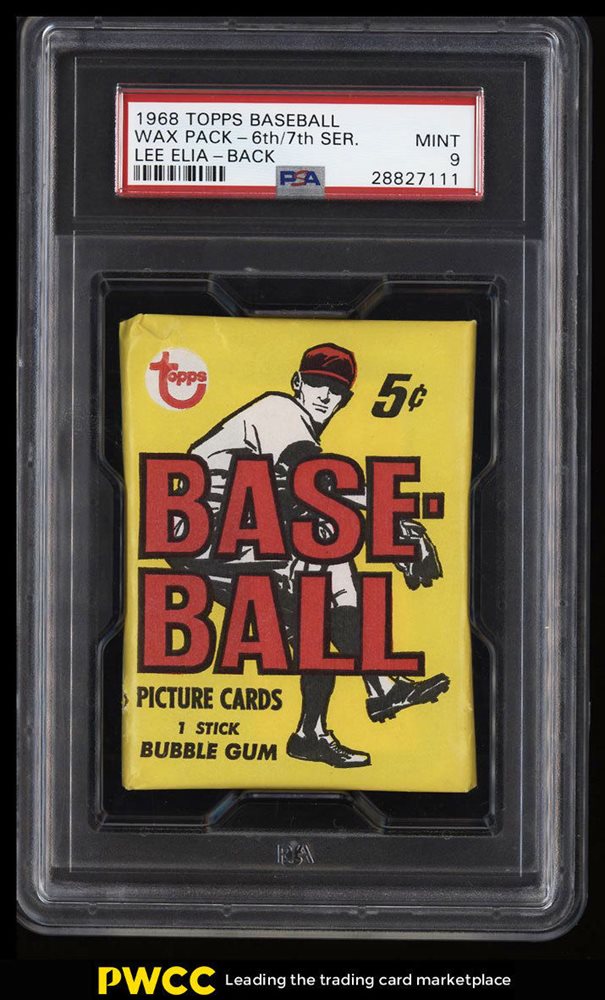 1968 TOPPS BASEBALL
WAX PACK - 6th/7th SER. MINT
LEE ELIA - BACK 9
PSA 28827111
Topps
5¢
BASE-
BALL
PICTURE CARDS
1 STICK
BUBBLE GUM
PSA
PWCC Leading the trading card marketplace